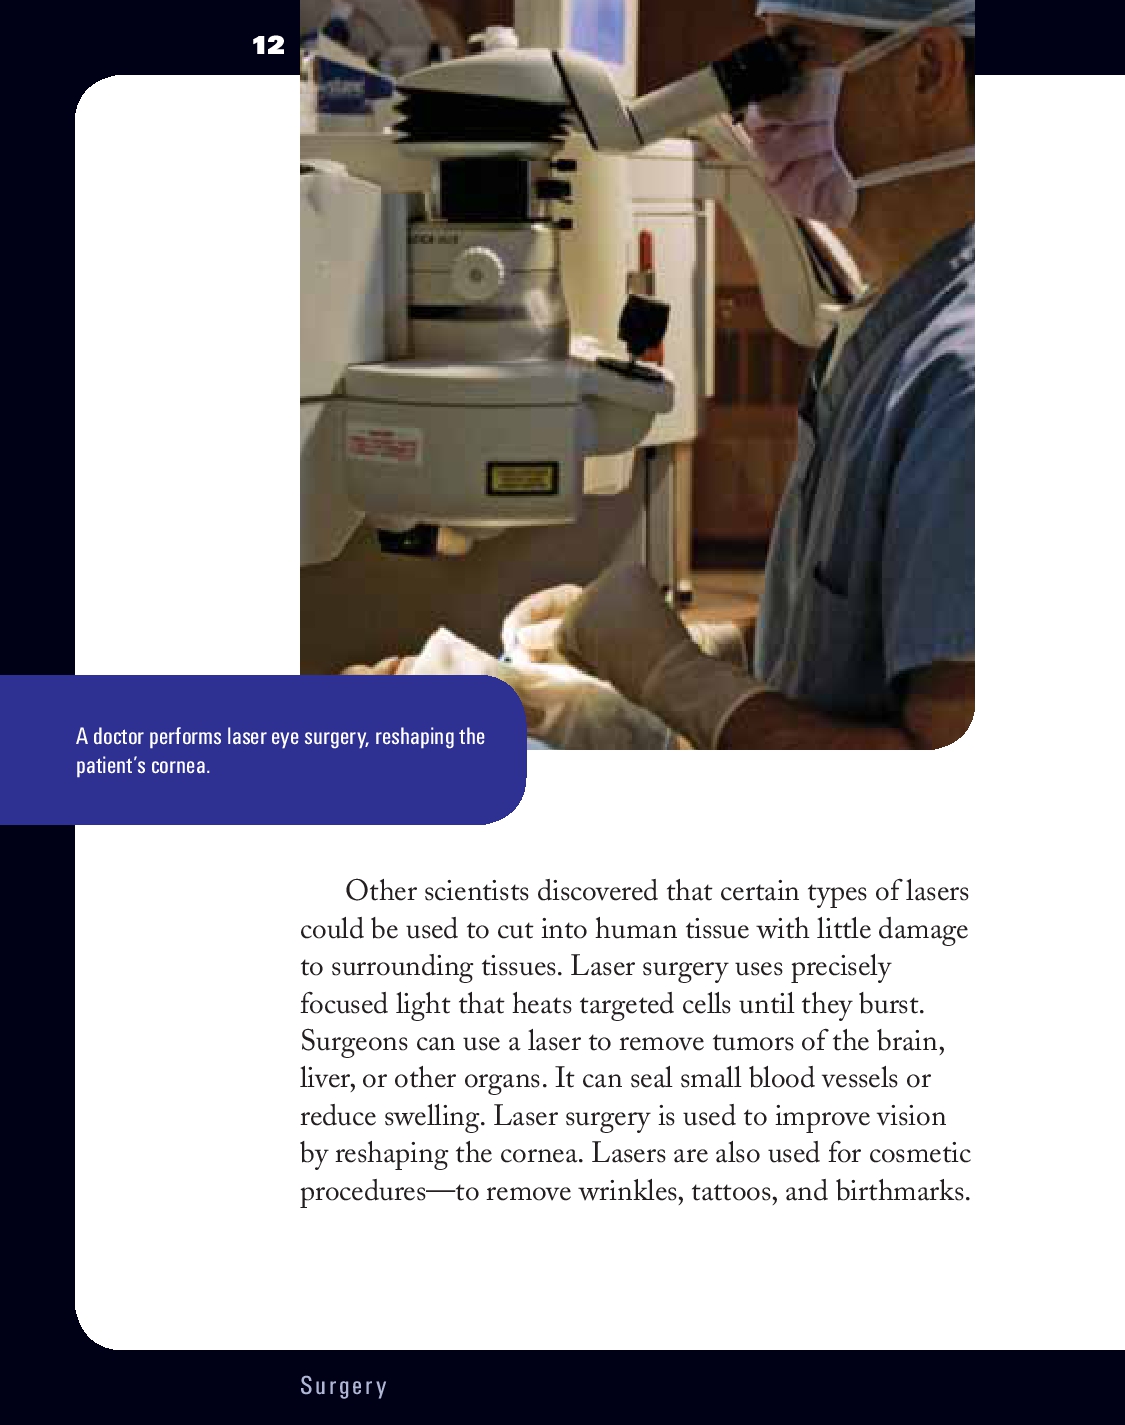 12
A doctor performs laser eye surgery, reshaping the
patient's cornea.
Other scientists discovered that certain types of lasers
could be used to cut into human tissue with little damage
to surrounding tissues. Laser surgery uses precisely
focused light that heats targeted cells until they burst.
Surgeons can use a laser to remove tumors of the brain,
liver, or other organs. It can seal small blood vessels or
reduce swelling. Laser surgery is used to improve vision
by reshaping the cornea. Lasers are also used for cosmetic
procedures—to remove wrinkles, tattoos, and birthmarks.
Surgery